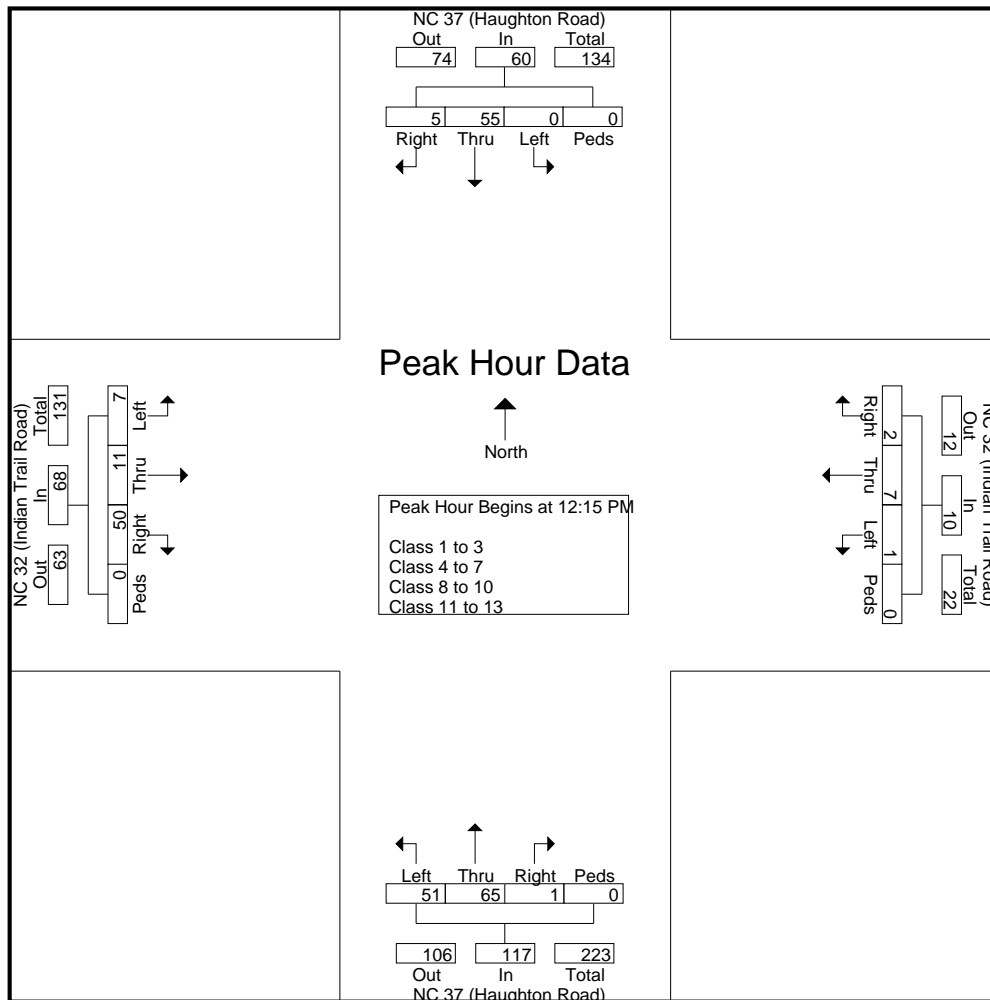 NC 37 (Haughton Road)
Out In Total
74 60 134
5 55 0 0
Right Thru Left Peds
Peak Hour Data
North
Peak Hour Begins at 12:15 PM
Class 1 to 3
Class 4 to 7
Class 8 to 10
Class 11 to 13
NC 32 (Indian Trail Road)
Out In Total
63 68 131
7 11 50 0
Left Thru Right Peds
NC 32 (Indian Trail Road)
Out In Total
12 10 22
2 7 1 0
Right Thru Left Peds
Left Thru Right Peds
51 65 1 0
106 117 223
Out In Total
NC 37 (Haughton Road)